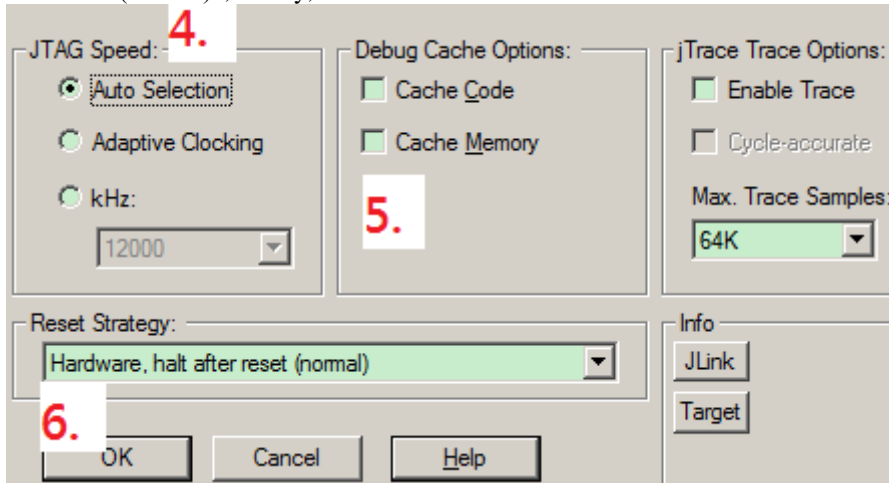 4.
JTAG Speed:
Auto Selection
Adaptive Clocking
kHz:
12000
Debug Cache Options:
Cache Code
Cache Memory
5.
jTrace Trace Options:
Enable Trace
Cycle-accurate
Max. Trace Samples:
64K
Reset Strategy:
Hardware, halt after reset (normal)
Info
JLink
Target
6.
OK
Cancel
Help